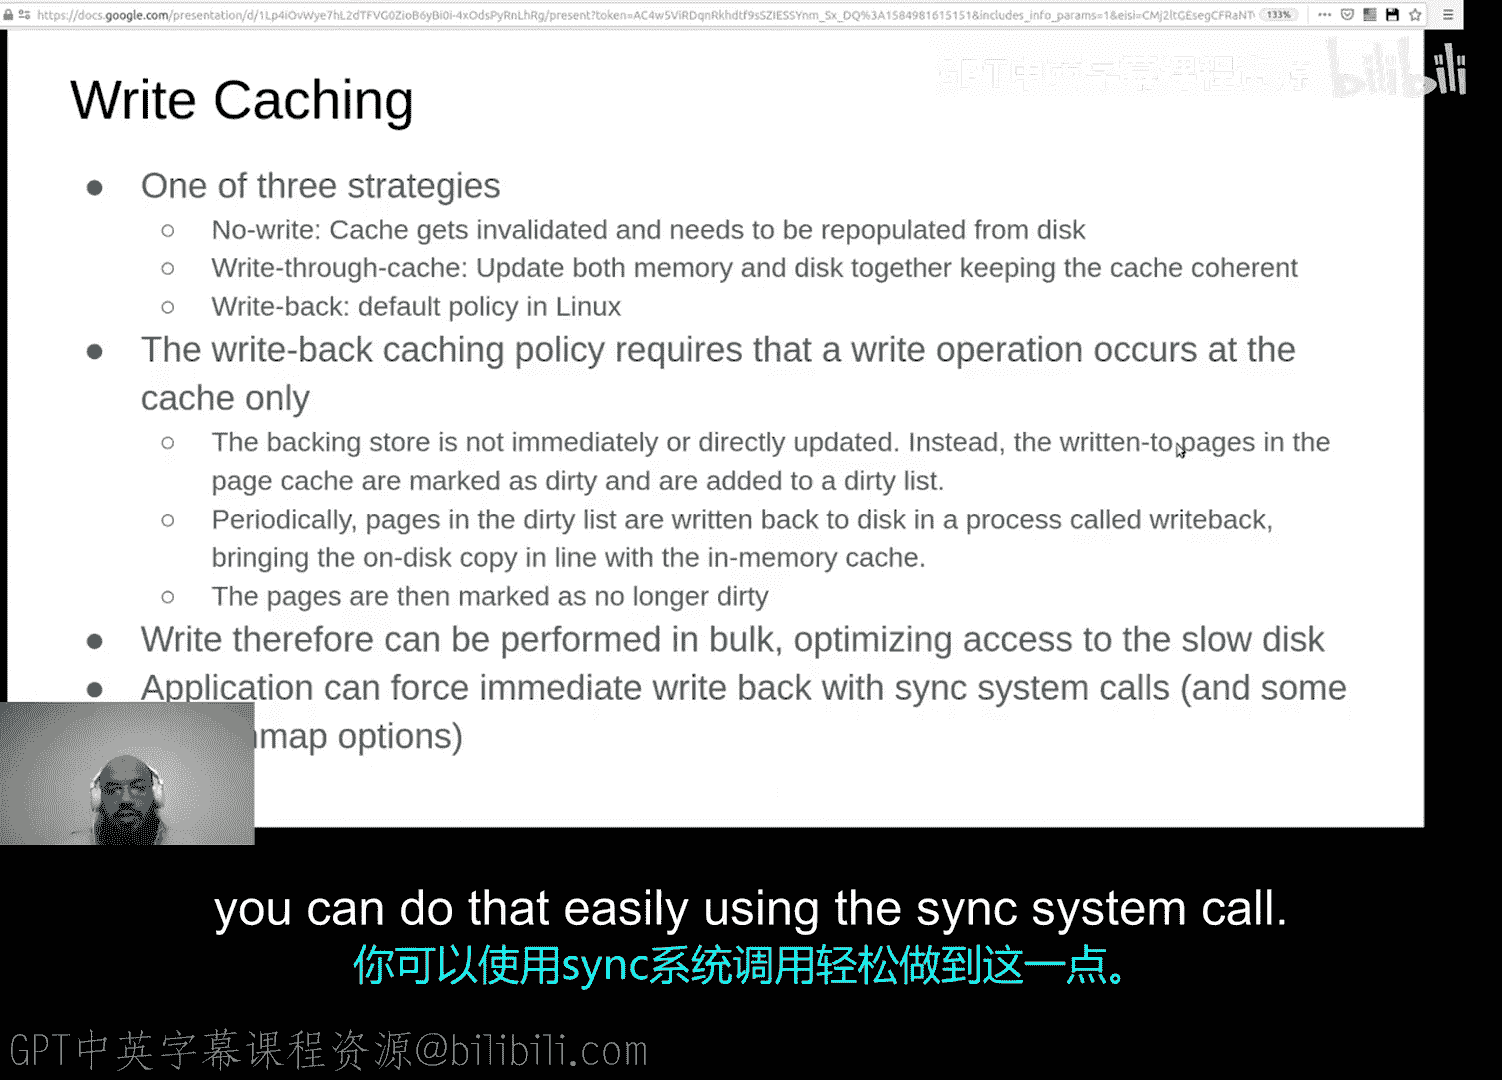 133%
Write Caching
bilibili
● One of three strategies
○ No-write: Cache gets invalidated and needs to be repopulated from disk
○ Write-through-cache: Update both memory and disk together keeping the cache coherent
○ Write-back: default policy in Linux
● The write-back caching policy requires that a write operation occurs at the
cache only
○ The backing store is not immediately or directly updated. Instead, the written-to pages in the
page cache are marked as dirty and are added to a dirty list.
○ Periodically, pages in the dirty list are written back to disk in a process called writeback,
bringing the on-disk copy in line with the in-memory cache.
○ The pages are then marked as no longer dirty
● Write therefore can be performed in bulk, optimizing access to the slow disk
● Application can force immediate write back with sync system calls (and some
map options)
you can do that easily using the sync system call.
你可以使用sync系统调用轻松做到这一点。
GPT中英字幕课程资源@bilibili.com